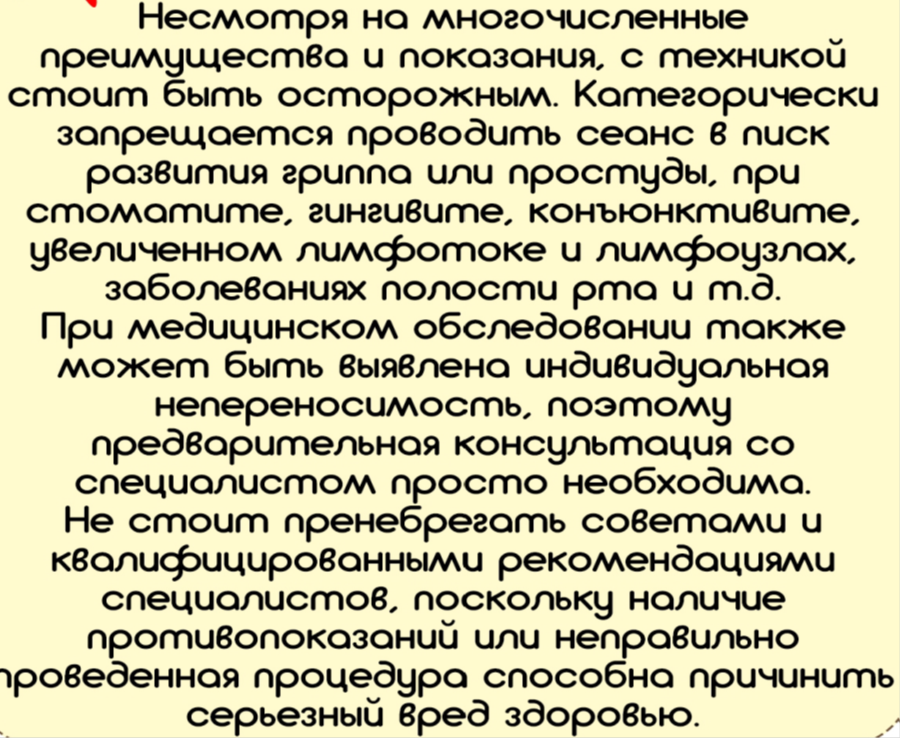 Несмотря на многочисленные
преимущества и показания, с техникой
стоит быть осторожным. Категорически
запрещается проводить сеанс в писк
развития гриппа или простуды, при
стоматите, гингивите, конъюнктивите,
увеличенном лимфотоке и лимфоузлах,
заболеваниях полости рта и т.д.
При медицинском обследовании также
может быть выявлена индивидуальная
непереносимость, поэтому
предварительная консультация со
специалистом просто необходима.
Не стоит пренебрегать советами и
квалифицированными рекомендациями
специалистов, поскольку наличие
противопоказаний или неправильно
проведенная процедура способна причинить
серьезный вред здоровью.